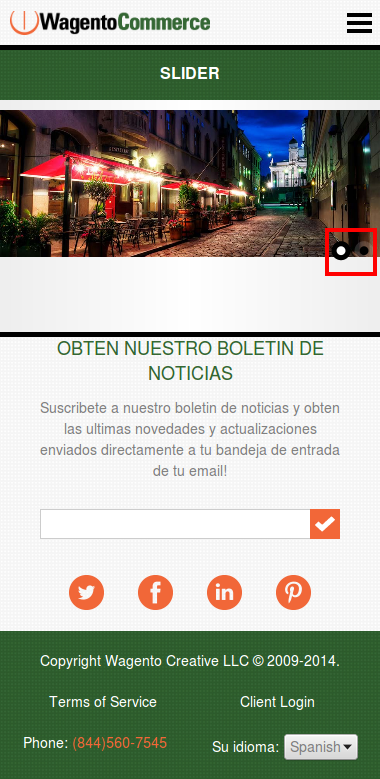 WagentoCommerce
SLIDER
OBTEN NUESTRO BOLETIN DE
NOTICIAS
Suscribete a nuestro boletin de noticias y obten
las ultimas novedades y actualizaciones
enviados directamente a tu bandeja de entrada
de tu email!
Copyright Wagento Creative LLC © 2009-2014.
Terms of Service Client Login
Phone: (844)560-7545 Su idioma: Spanish